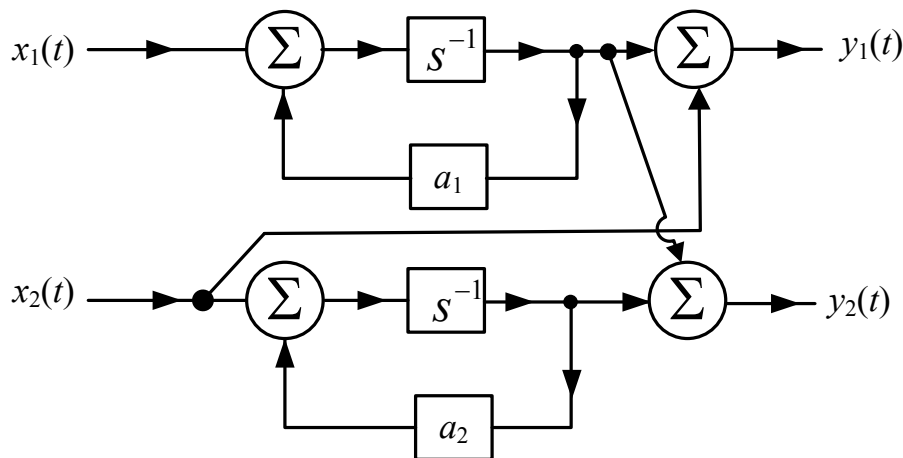 x₁(t) Σ s⁻¹ Σ y₁(t)
a₁
x₂(t) Σ s⁻¹ Σ y₂(t)
a₂